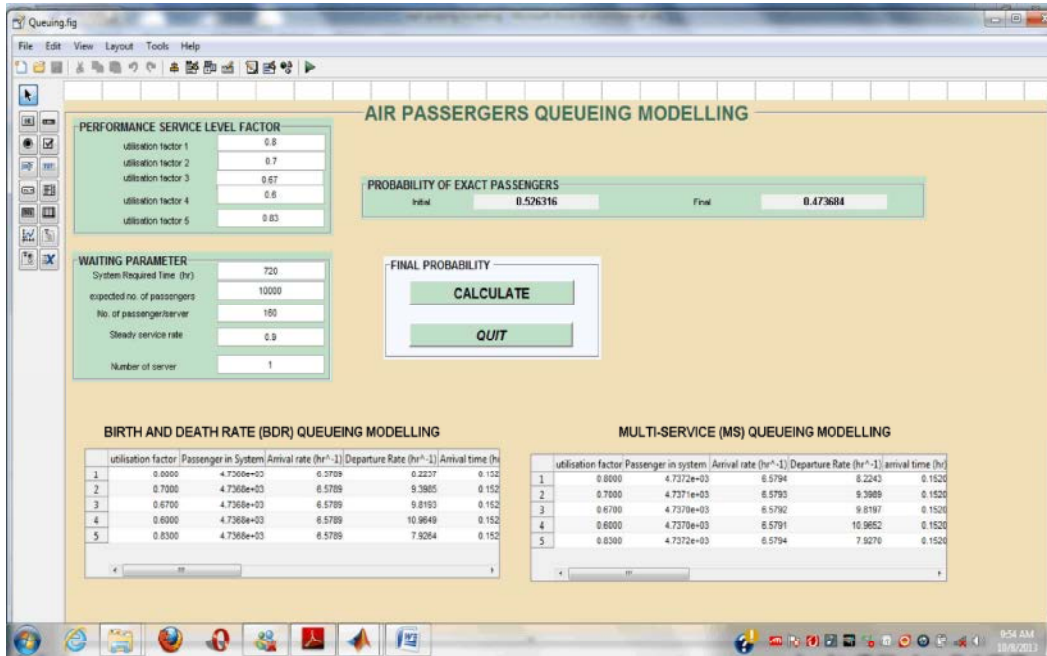 Queuing.fig
File Edit View Layout Tools Help
AIR PASSERGERS QUEUEING MODELLING
PERFORMANCE SERVICE LEVEL FACTOR
utilisation factor 1 0.8
utilisation factor 2 0.7
utilisation factor 3 0.67
utilisation factor 4 0.6
utilisation factor 5 0.83
PROBABILITY OF EXACT PASSENGERS
Initial 0.526316 Final 0.473684
WAITING PARAMETER
System Required Time (hr) 720
expected no. of passengers 10000
No. of passenger/server 160
Steady service rate 0.9
Number of server 1
FINAL PROBABILITY
CALCULATE
QUIT
BIRTH AND DEATH RATE (BDR) QUEUEING MODELLING
utilisation factor Passenger in System Arrival rate (hr^-1) Departure Rate (hr^-1) Arrival time (h
1 0.8000 4.7368e+03 6.5789 8.2237 0.152
2 0.7000 4.7368e+03 6.5789 9.3985 0.152
3 0.6700 4.7368e+03 6.5789 9.8193 0.152
4 0.6000 4.7368e+03 6.5789 10.9649 0.152
5 0.8300 4.7368e+03 6.5789 7.9264 0.152
MULTI-SERVICE (MS) QUEUEING MODELLING
utilisation factor Passenger in system Arrival rate (hr^-1) Departure Rate (hr^-1) arrival time (hr)
1 0.8000 4.7372e+03 6.5794 8.2243 0.1520
2 0.7000 4.7371e+03 6.5793 9.3989 0.1520
3 0.6700 4.7370e+03 6.5792 9.8197 0.1520
4 0.6000 4.7370e+03 6.5791 10.9652 0.1520
5 0.8300 4.7372e+03 6.5794 7.9270 0.1520
9:54 AM
10/8/2013